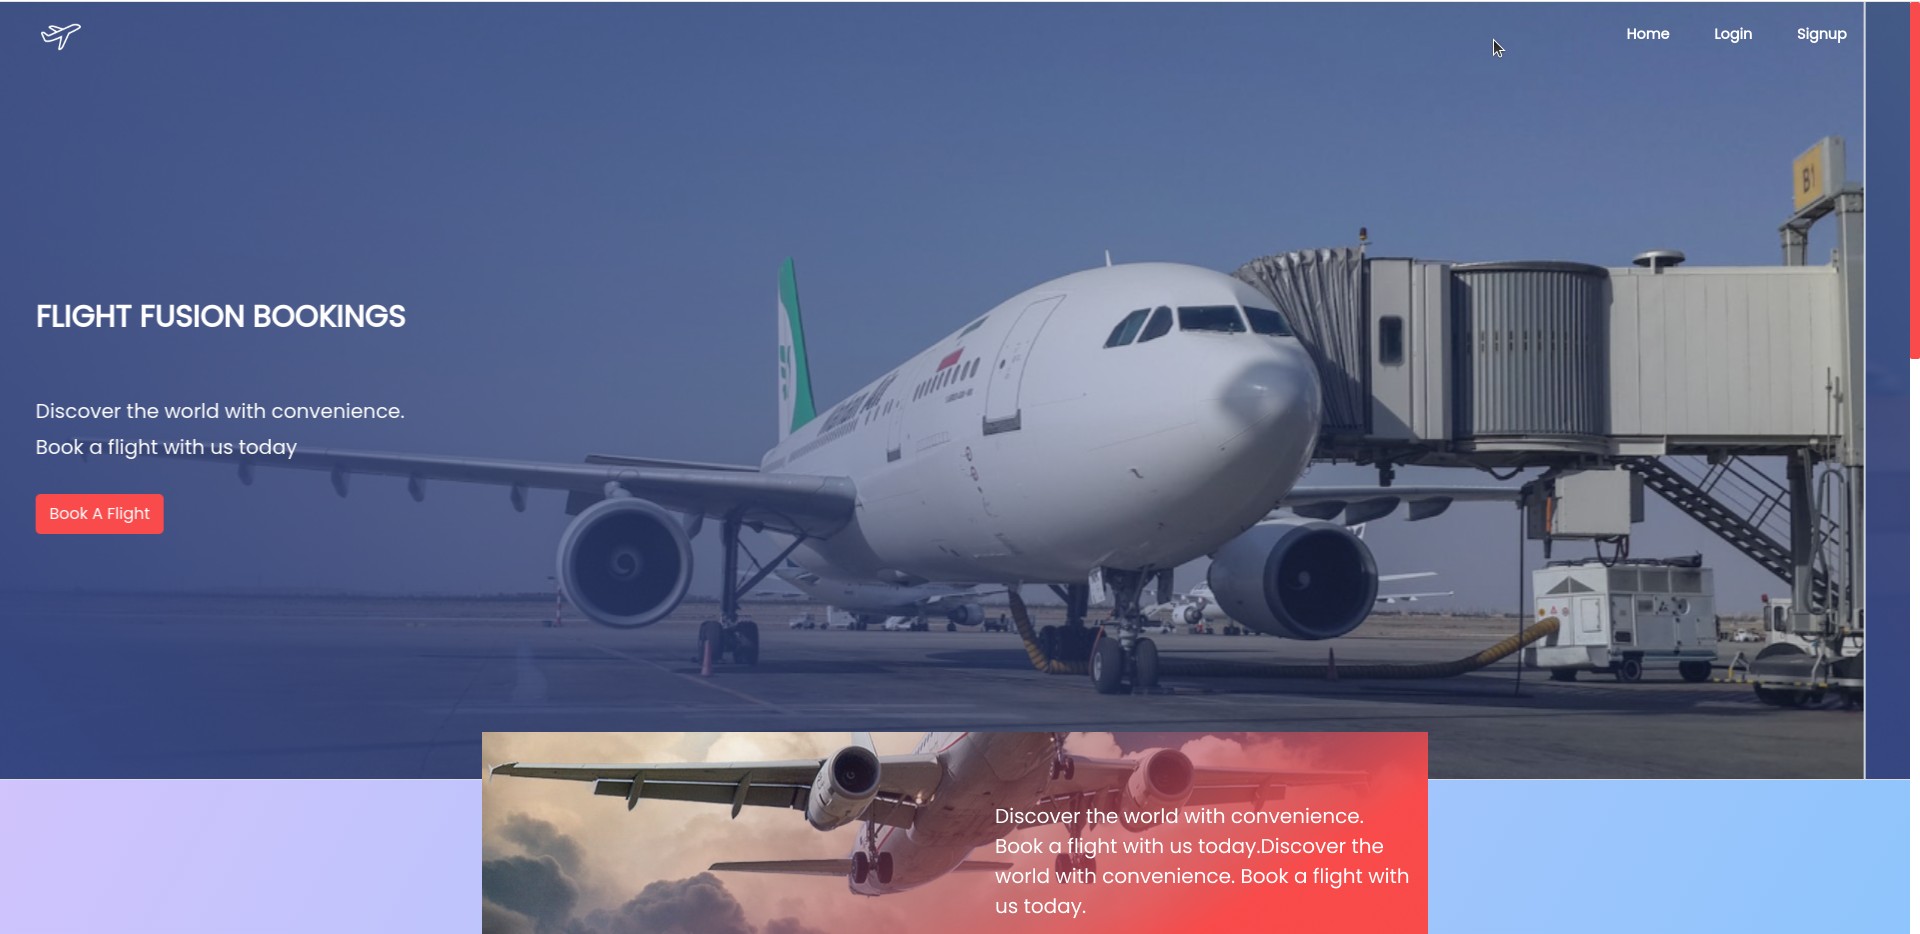 Home Login Signup
B1
FLIGHT FUSION BOOKINGS
Discover the world with convenience.
Book a flight with us today
Book A Flight
Discover the world with convenience.
Book a flight with us today.Discover the
world with convenience. Book a flight with
us today.